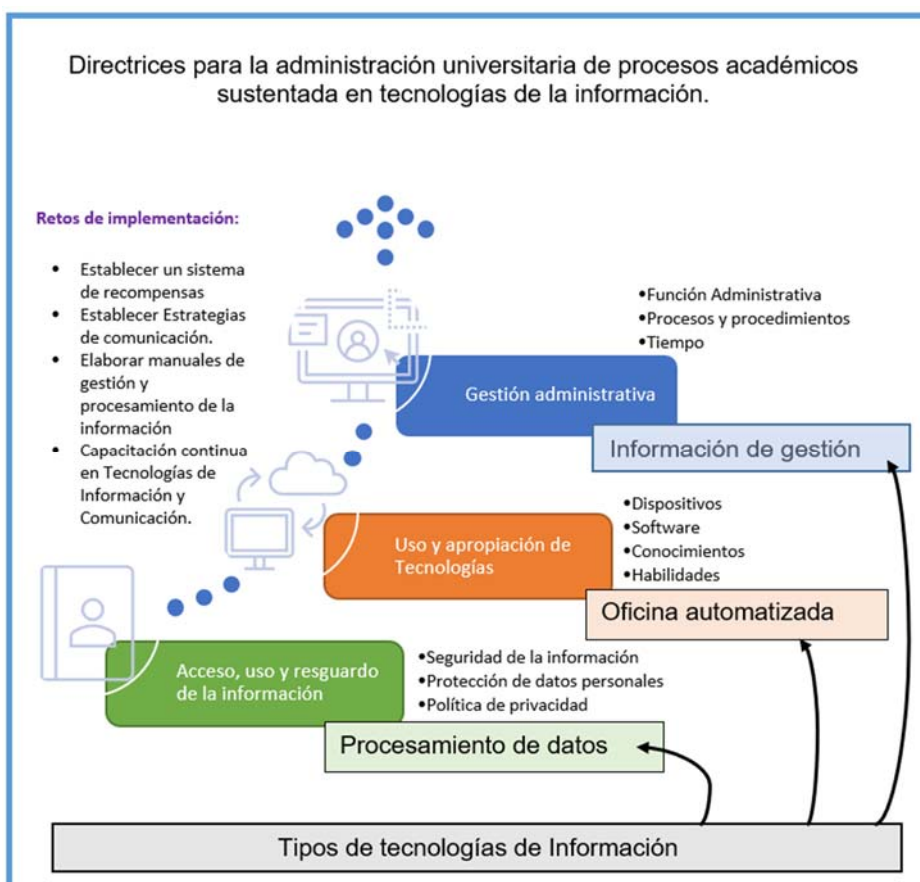 Directrices para la administración universitaria de procesos académicos
sustentada en tecnologías de la información.
Retos de implementación:
• Establecer un sistema
de recompensas
• Establecer Estrategias
de comunicación.
• Elaborar manuales de
gestión y
procesamiento de la
información
• Capacitación continua
en Tecnologías de
Información y
Comunicación.
•Función Administrativa
•Procesos y procedimientos
•Tiempo
Gestión administrativa
Información de gestión
•Dispositivos
•Software
•Conocimientos
•Habilidades
Uso y apropiación de
Tecnologías
Oficina automatizada
•Seguridad de la información
•Protección de datos personales
•Política de privacidad
Acceso, uso y resguardo
de la información
Procesamiento de datos
Tipos de tecnologías de Información